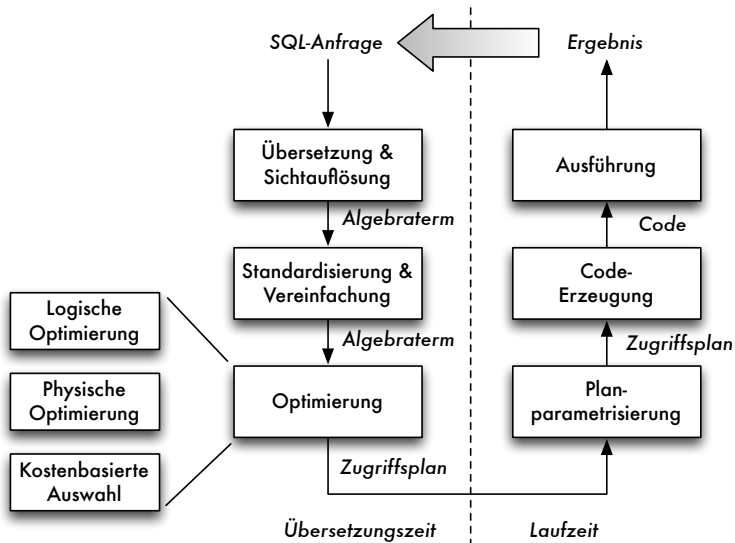 SQL-Anfrage
Ergebnis
Übersetzung &
Sichtauflösung
Ausführung
Algebraterm
Code
Standardisierung &
Vereinfachung
Code-
Erzeugung
Logische
Optimierung
Algebraterm
Zugriffsplan
Physische
Optimierung
Optimierung
Plan-
parametrisierung
Kostenbasierte
Auswahl
Zugriffsplan
Übersetzungszeit
Laufzeit